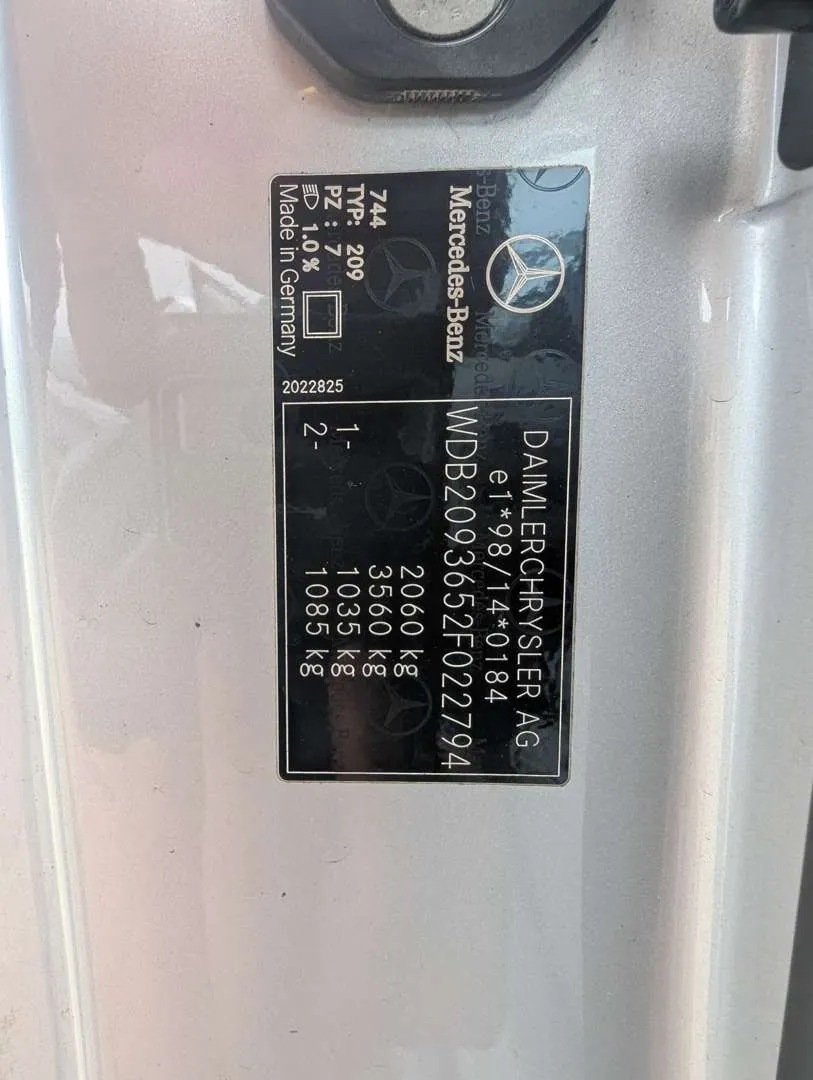 Mercedes-Benz
744
TYP: 209
PZ : 7
1.0%
Made in Germany
2022825
DAIMLERCHRYSLER AG
e1*98/14*0184
WDB2093652F022794
2060 kg
3560 kg
1- 1035 kg
2- 1085 kg